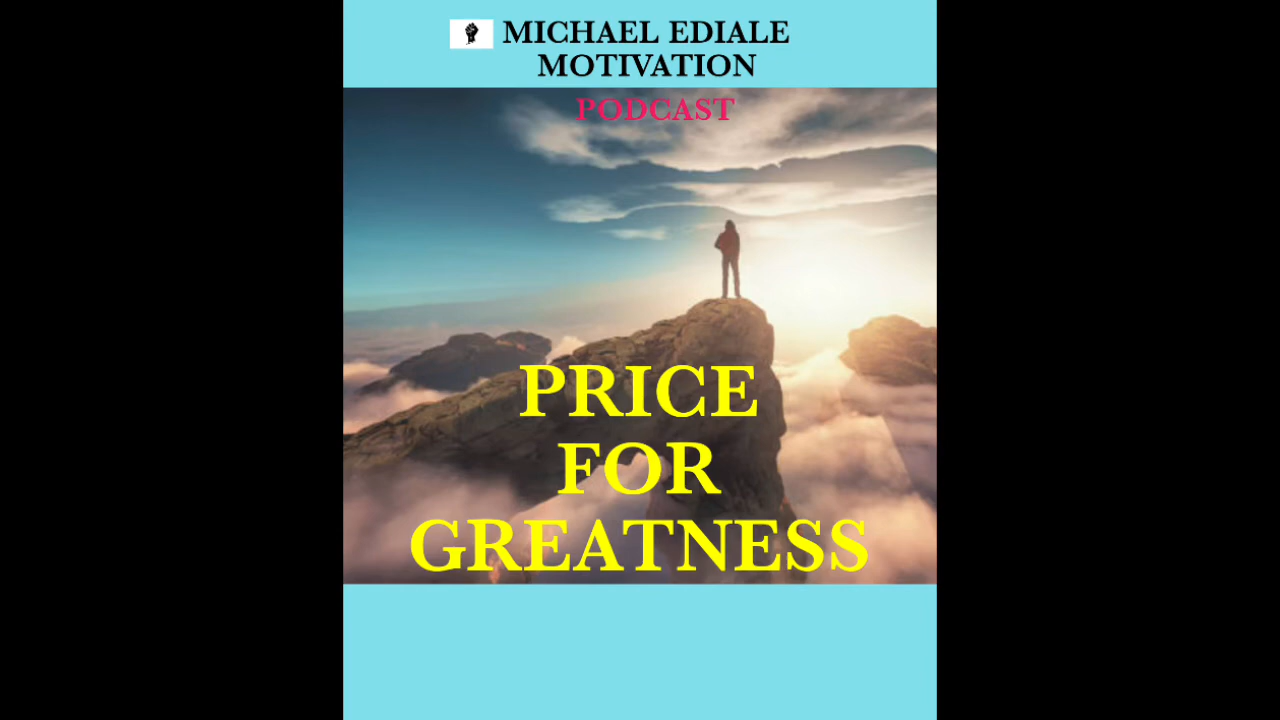 MICHAEL EDIALE
MOTIVATION
PODCAST
PRICE
FOR
GREATNESS